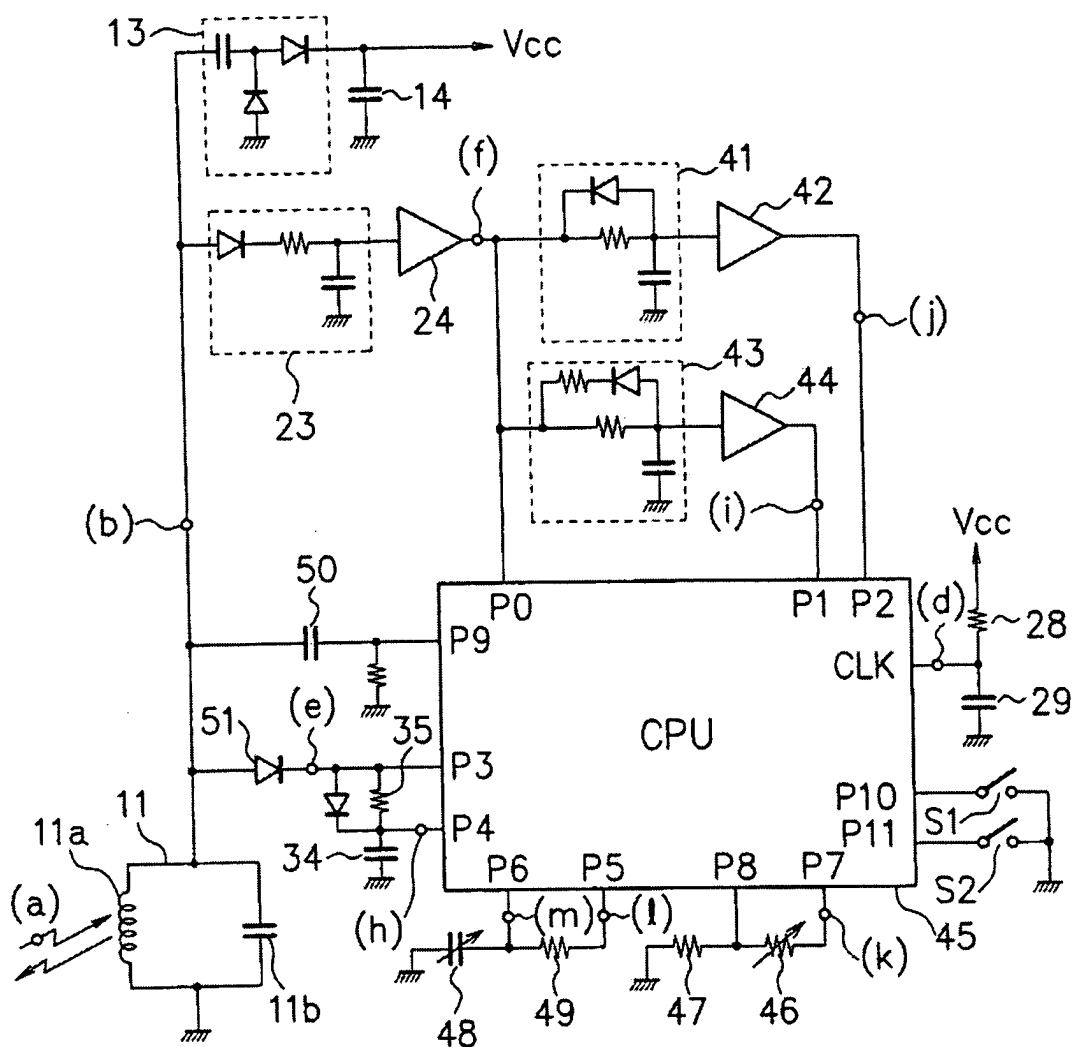 13
Vcc
14
(f)
41
42
24
(j)
23
43
44
(b)
(i)
Vcc
50
P0
P1
P2
(d)
28
P9
CLK
29
51
(e)
35
CPU
P3
P10
S1
11
P4
P11
11a
34
S2
(a)
P6
P5
P8
P7
(h)
(m)
(l)
(k)
45
11b
48
49
47
46